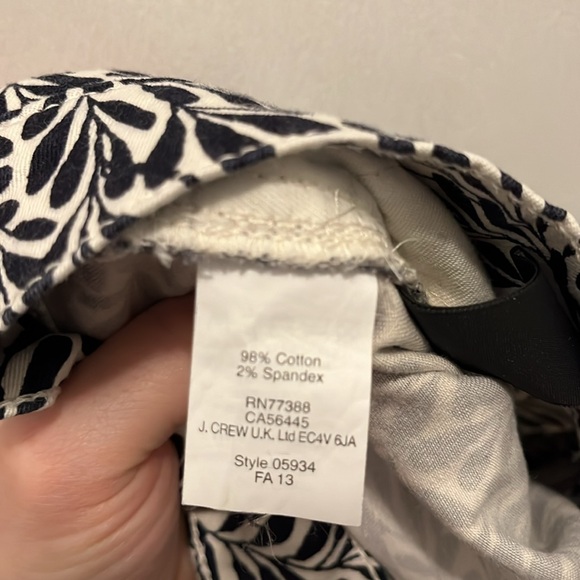 98% Cotton
2% Spandex
RN77388
CA56445
J. CREW U.K. Ltd EC4V 6JA
Style 05934
FA 13